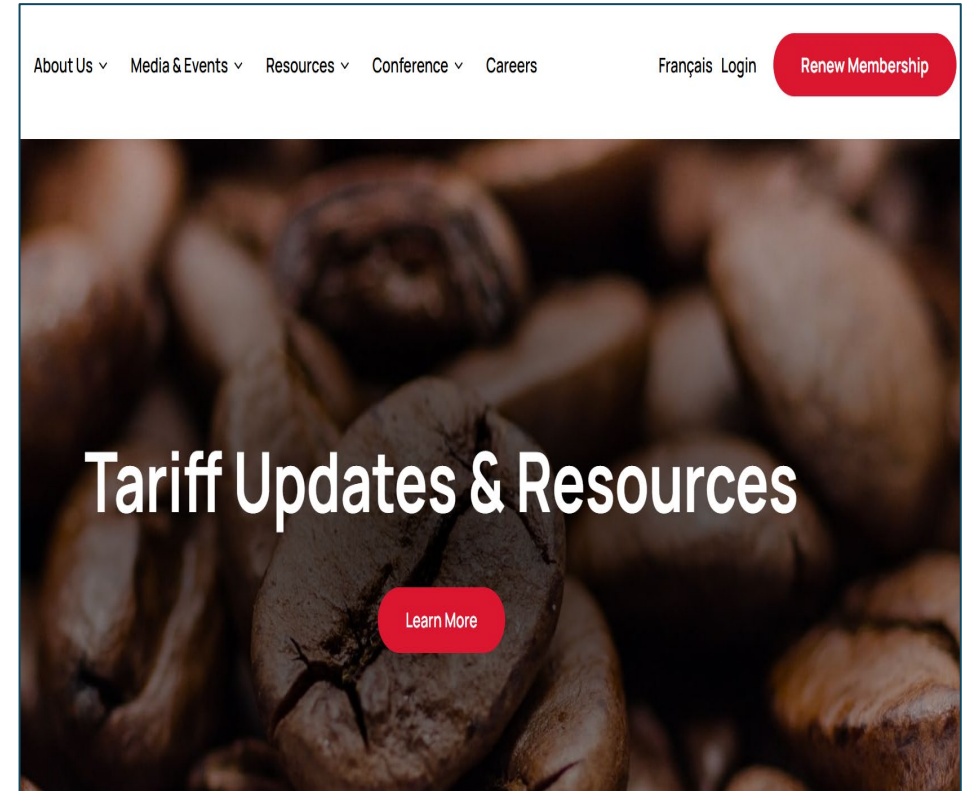 About Us Media & Events Resources Conference Careers Français Login Renew Membership
Tariff Updates & Resources
Learn More